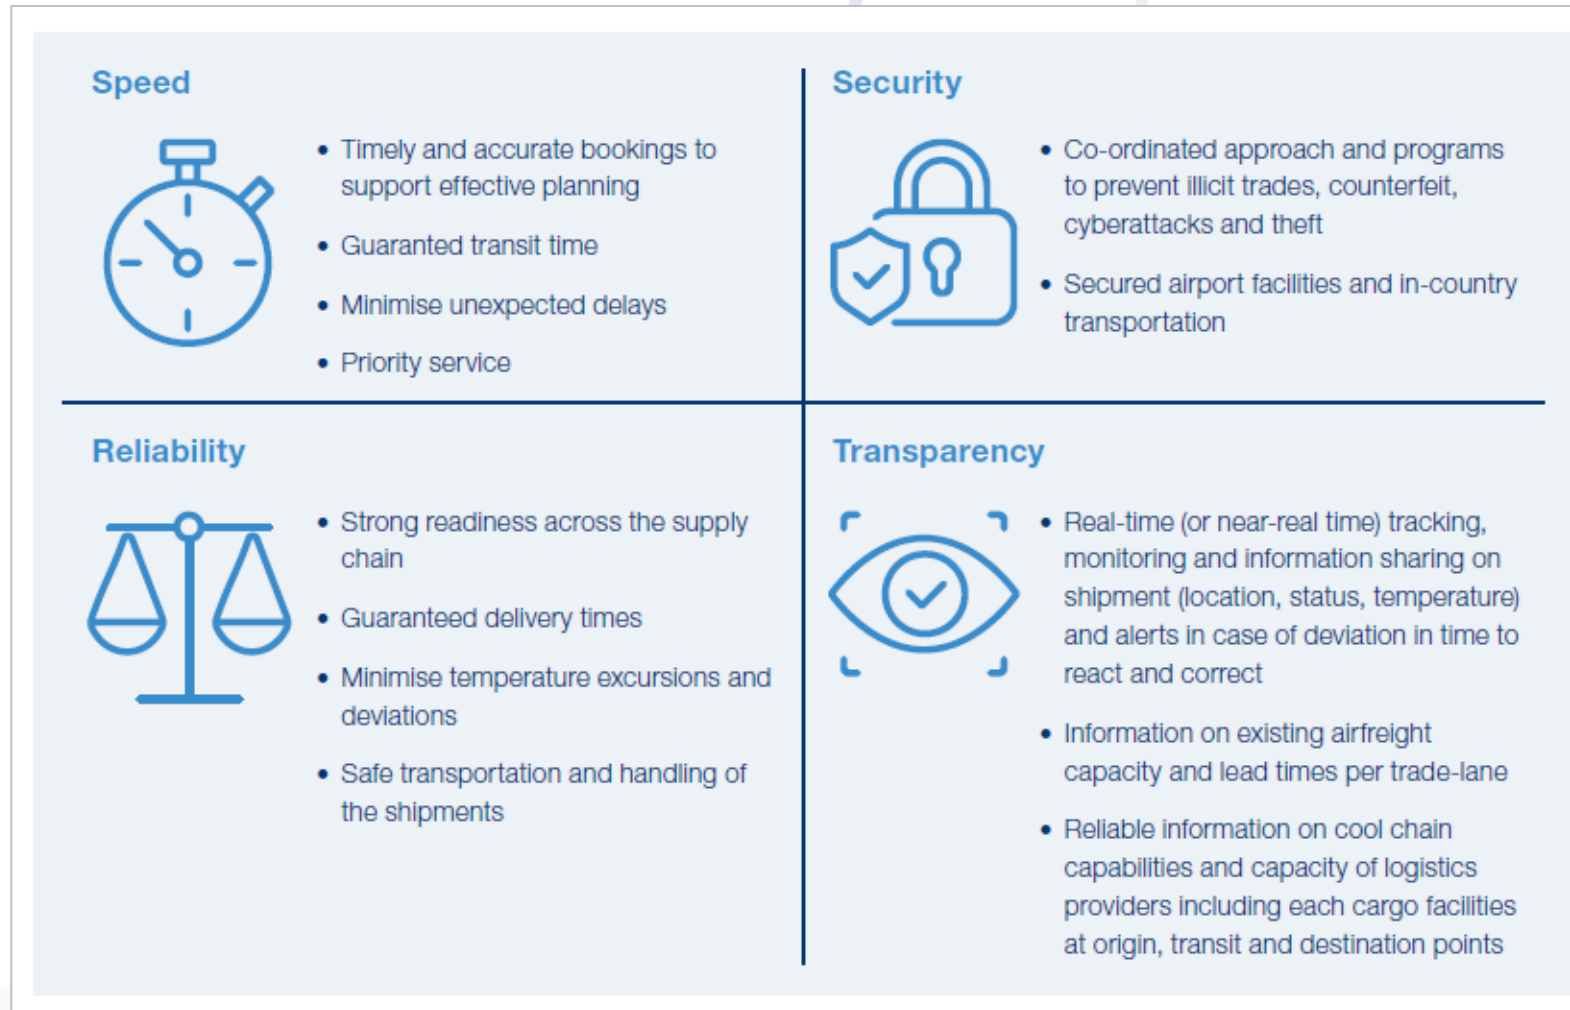 Speed
• Timely and accurate bookings to
support effective planning
• Guaranted transit time
• Minimise unexpected delays
• Priority service
Security
• Co-ordinated approach and programs
to prevent illicit trades, counterfeit,
cyberattacks and theft
• Secured airport facilities and in-country
transportation
Reliability
• Strong readiness across the supply
chain
• Guaranteed delivery times
• Minimise temperature excursions and
deviations
• Safe transportation and handling of
the shipments
Transparency
• Real-time (or near-real time) tracking,
monitoring and information sharing on
shipment (location, status, temperature)
and alerts in case of deviation in time to
react and correct
• Information on existing airfreight
capacity and lead times per trade-lane
• Reliable information on cool chain
capabilities and capacity of logistics
providers including each cargo facilities
at origin, transit and destination points